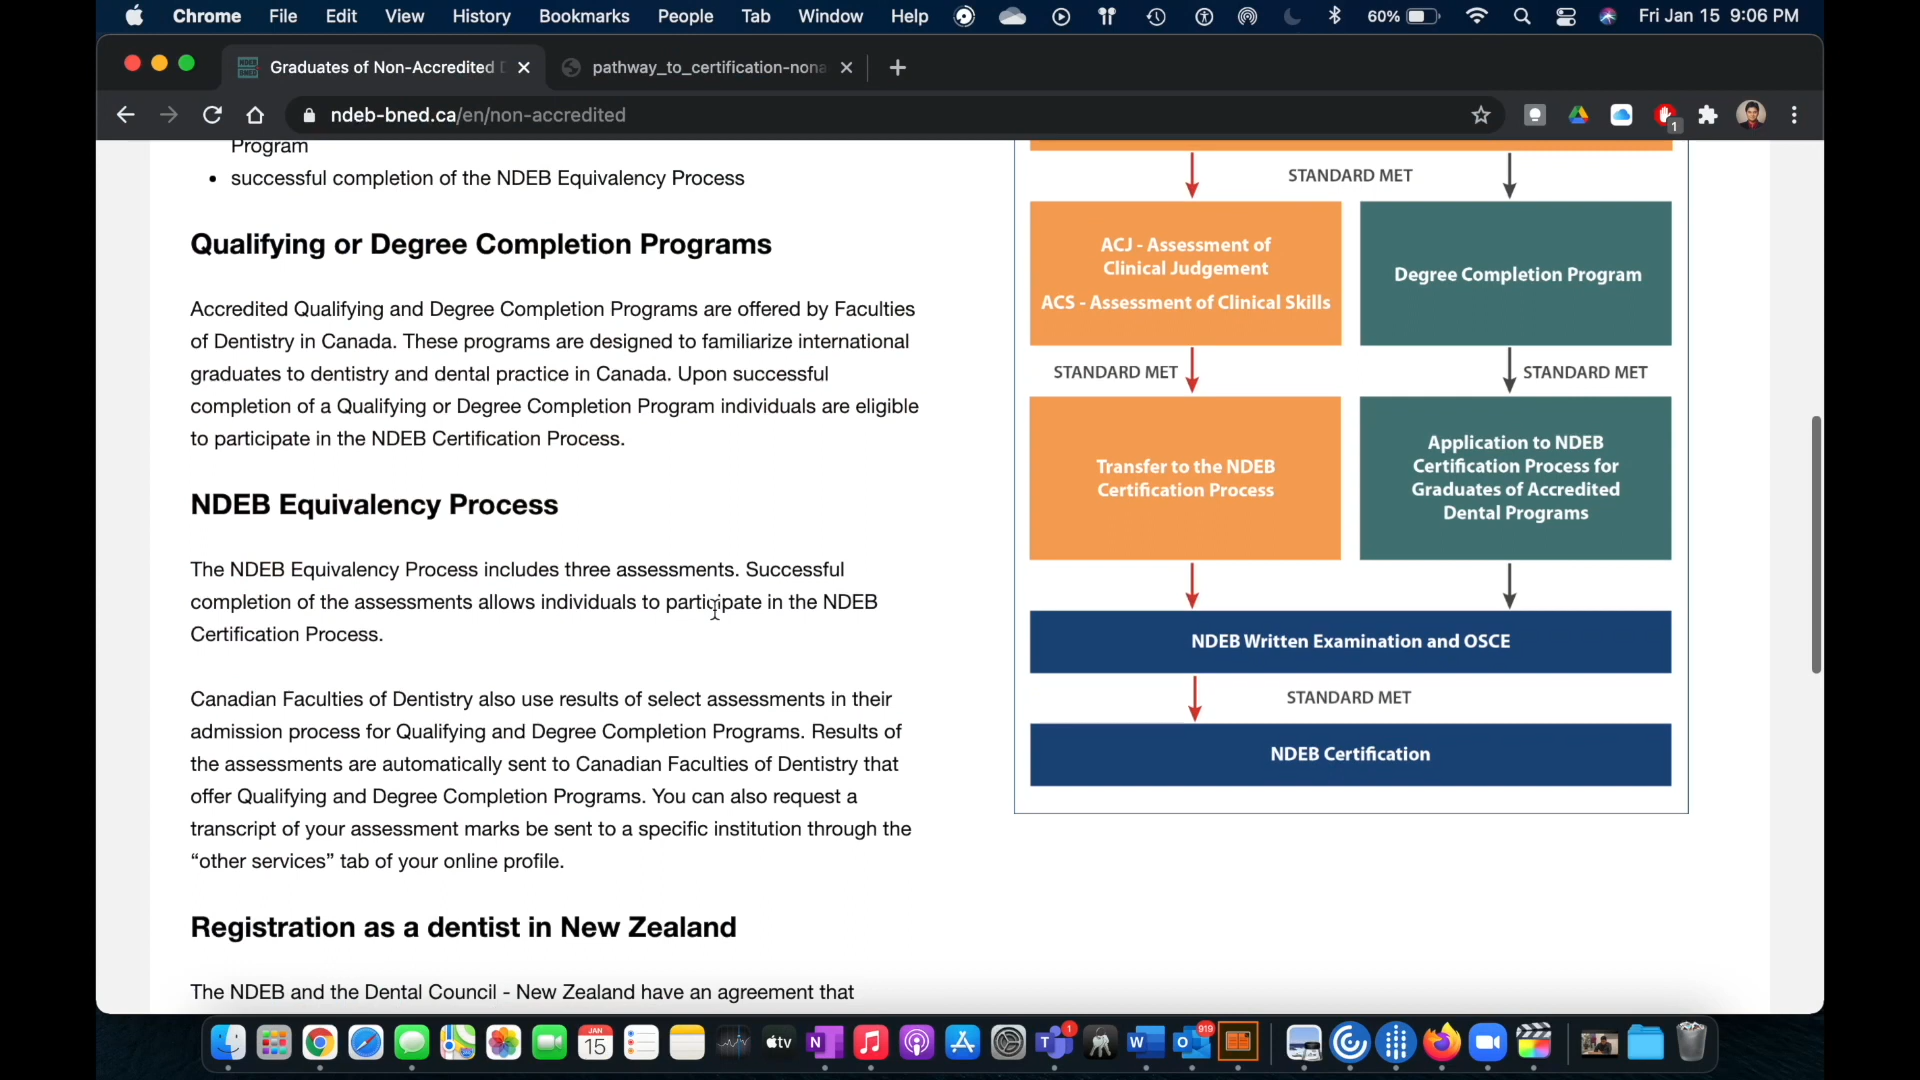 Chrome File Edit View History Bookmarks People Tab Window Help 60% Fri Jan 15 9:06 PM
Graduates of Non-Accredited
pathway_to_certification-nona
ndeb-bned.ca/en/non-accredited
1
Program
• successful completion of the NDEB Equivalency Process
Qualifying or Degree Completion Programs
Accredited Qualifying and Degree Completion Programs are offered by Faculties
of Dentistry in Canada. These programs are designed to familiarize international
graduates to dentistry and dental practice in Canada. Upon successful
completion of a Qualifying or Degree Completion Program individuals are eligible
to participate in the NDEB Certification Process.
NDEB Equivalency Process
The NDEB Equivalency Process includes three assessments. Successful
completion of the assessments allows individuals to participate in the NDEB
Certification Process.
Canadian Faculties of Dentistry also use results of select assessments in their
admission process for Qualifying and Degree Completion Programs. Results of
the assessments are automatically sent to Canadian Faculties of Dentistry that
offer Qualifying and Degree Completion Programs. You can also request a
transcript of your assessment marks be sent to a specific institution through the
“other services” tab of your online profile.
Registration as a dentist in New Zealand
The NDEB and the Dental Council - New Zealand have an agreement that
STANDARD MET
ACJ - Assessment of
Clinical Judgement
ACS - Assessment of Clinical Skills
Degree Completion Program
STANDARD MET
STANDARD MET
Transfer to the NDEB
Certification Process
Application to NDEB
Certification Process for
Graduates of Accredited
Dental Programs
NDEB Written Examination and OSCE
STANDARD MET
NDEB Certification
JAN
15
tv
N
1
W
O
919